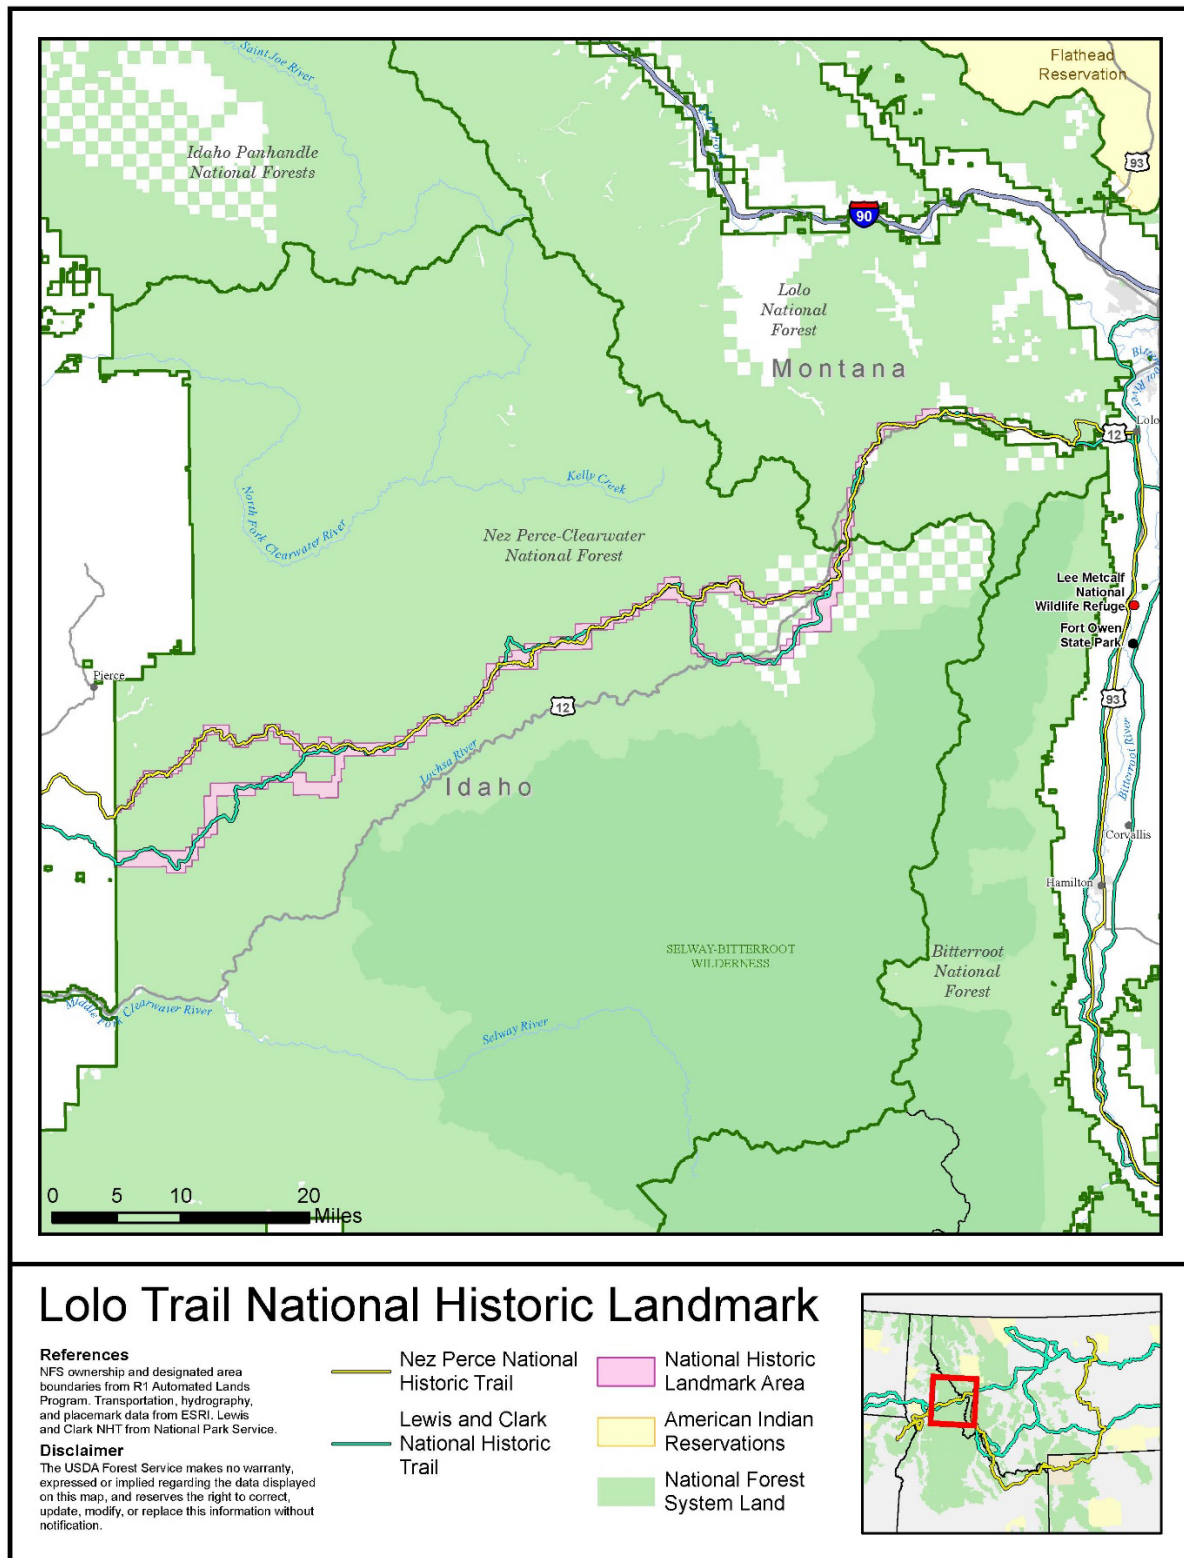 Saint Joe River
Flathead
Reservation
Idaho Panhandle
National Forests
93
90
Lolo
National
Forest
Montana
Bitterroot River
12
Lolo
Kelly Creek
North Fork Clearwater River
Nez Perce-Clearwater
National Forest
Lee Metcalf
National
Wildlife Refuge
Fort Owen
State Park
Pierce
12
93
Lochsa River
Idaho
Bitterroot River
Corvallis
Hamilton
SELWAY-BITTERROOT
WILDERNESS
Bitterroot
National
Forest
Middle Fork Clearwater River
Selway River
0 5 10 20
Miles
Lolo Trail National Historic Landmark
References
NFS ownership and designated area
boundaries from R1 Automated Lands
Program. Transportation, hydrography,
and placemark data from ESRI. Lewis
and Clark NHT from National Park Service.
Disclaimer
The USDA Forest Service makes no warranty,
expressed or implied regarding the data displayed
on this map, and reserves the right to correct,
update, modify, or replace this information without
notification.
Nez Perce National
Historic Trail
Lewis and Clark
National Historic
Trail
National Historic
Landmark Area
American Indian
Reservations
National Forest
System Land